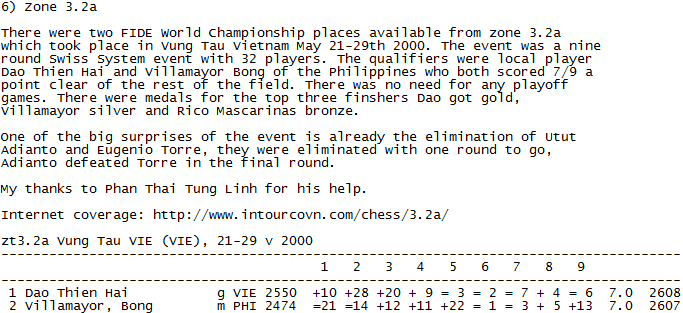 6) Zone 3.2a
There were two FIDE World Championship places available from zone 3.2a
which took place in Vung Tau Vietnam May 21-29th 2000. The event was a nine
round Swiss System event with 32 players. The qualifiers were local player
Dao Thien Hai and Villamayor Bong of the Philippines who both scored 7/9 a
point clear of the rest of the field. There was no need for any playoff
games. There were medals for the top three finshers Dao got gold,
Villamayor silver and Rico Mascarinas bronze.
One of the big surprises of the event is already the elimination of Utut
Adianto and Eugenio Torre, they were eliminated with one round to go,
Adianto defeated Torre in the final round.
My thanks to Phan Thai Tung Linh for his help.
Internet coverage: http://www.intourcovn.com/chess/3.2a/
zt3.2a Vung Tau VIE (VIE), 21-29 v 2000
--------------------------------------------------------------------------------
1 2 3 4 5 6 7 8 9
--------------------------------------------------------------------------------
1 Dao Thien Hai g VIE 2550 +10 +28 +20 + 9 = 3 = 2 = 7 + 4 = 6 7.0 2608
2 Villamayor, Bong m PHI 2474 =21 =14 +12 +11 +22 = 1 = 3 + 5 +13 7.0 2607